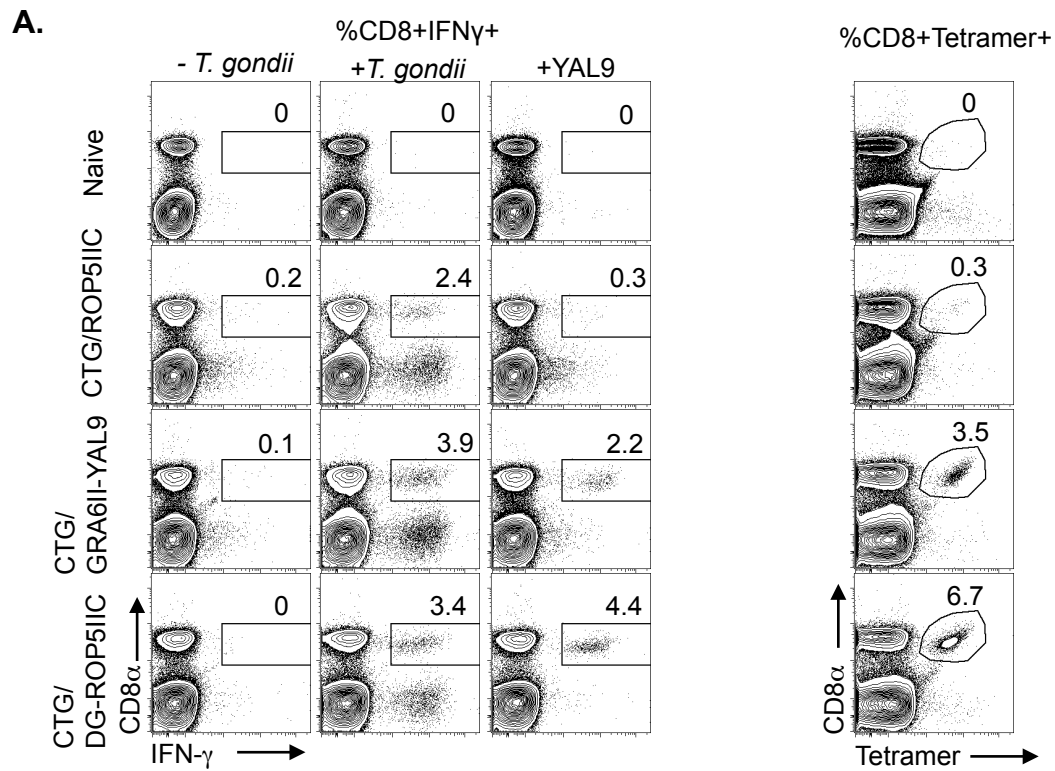 A.
%CD8+IFNγ+
%CD8+Tetramer+
- T. gondii
+T. gondii
+YAL9
Naive
0
0
0
0
CTG/ROP5IIC
0.2
2.4
0.3
0.3
CTG/
GRA6II-YAL9
0.1
3.9
2.2
3.5
CTG/
DG-ROP5IIC
0
3.4
4.4
6.7
CD8α
IFN-γ
CD8α
Tetramer